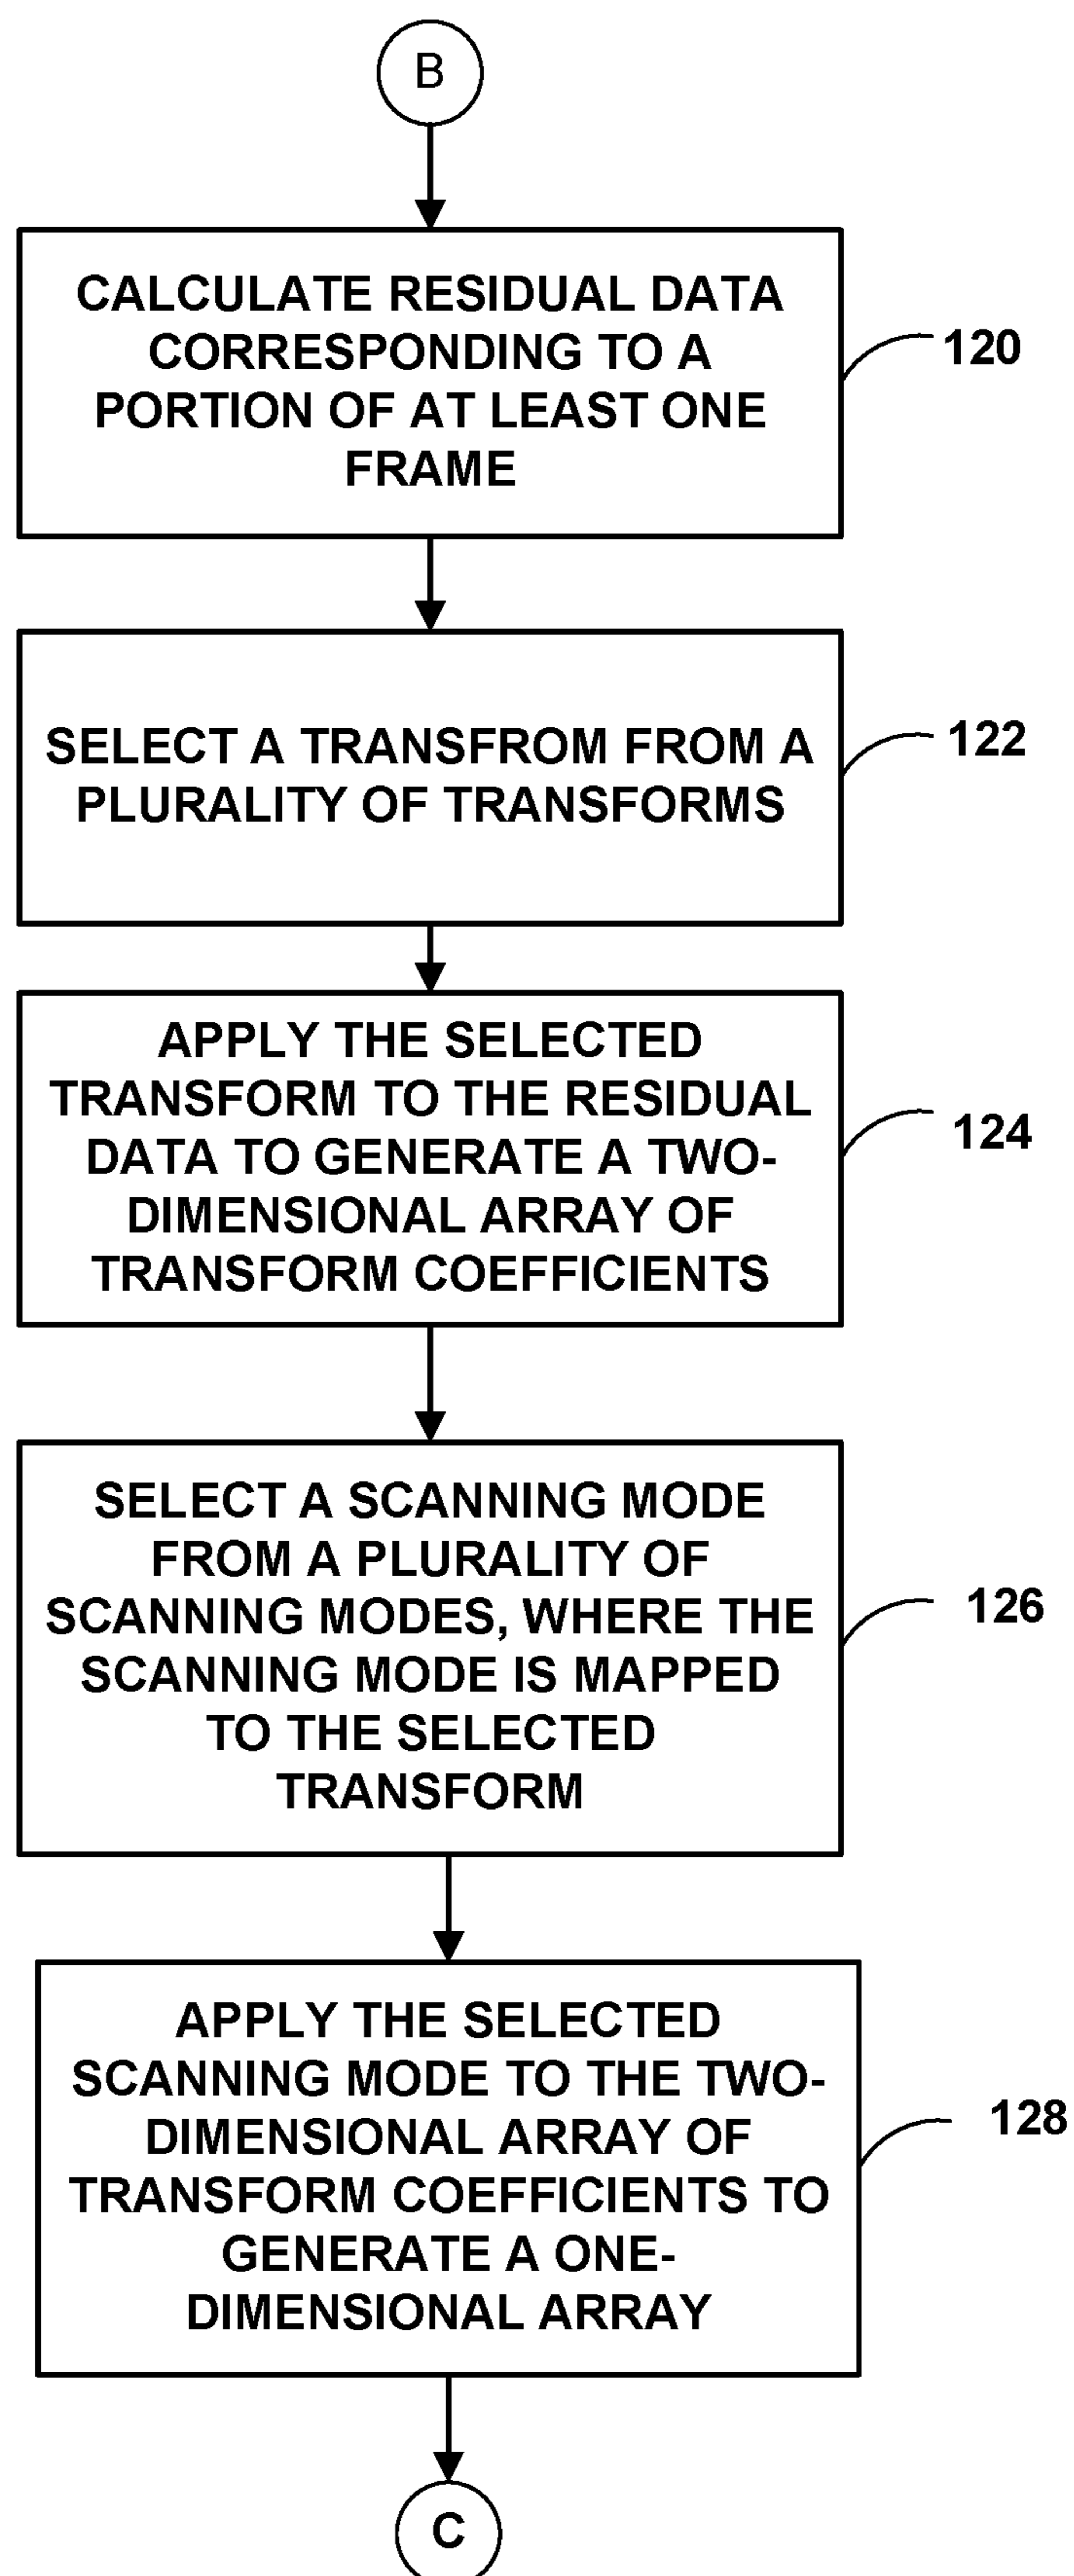 B
CALCULATE RESIDUAL DATA
CORRESPONDING TO A
PORTION OF AT LEAST ONE
FRAME
120
SELECT A TRANSFROM FROM A
PLURALITY OF TRANSFORMS
122
APPLY THE SELECTED
TRANSFORM TO THE RESIDUAL
DATA TO GENERATE A TWO-
DIMENSIONAL ARRAY OF
TRANSFORM COEFFICIENTS
124
SELECT A SCANNING MODE
FROM A PLURALITY OF
SCANNING MODES, WHERE THE
SCANNING MODE IS MAPPED
TO THE SELECTED
TRANSFORM
126
APPLY THE SELECTED
SCANNING MODE TO THE TWO-
DIMENSIONAL ARRAY OF
TRANSFORM COEFFICIENTS TO
GENERATE A ONE-
DIMENSIONAL ARRAY
128
C